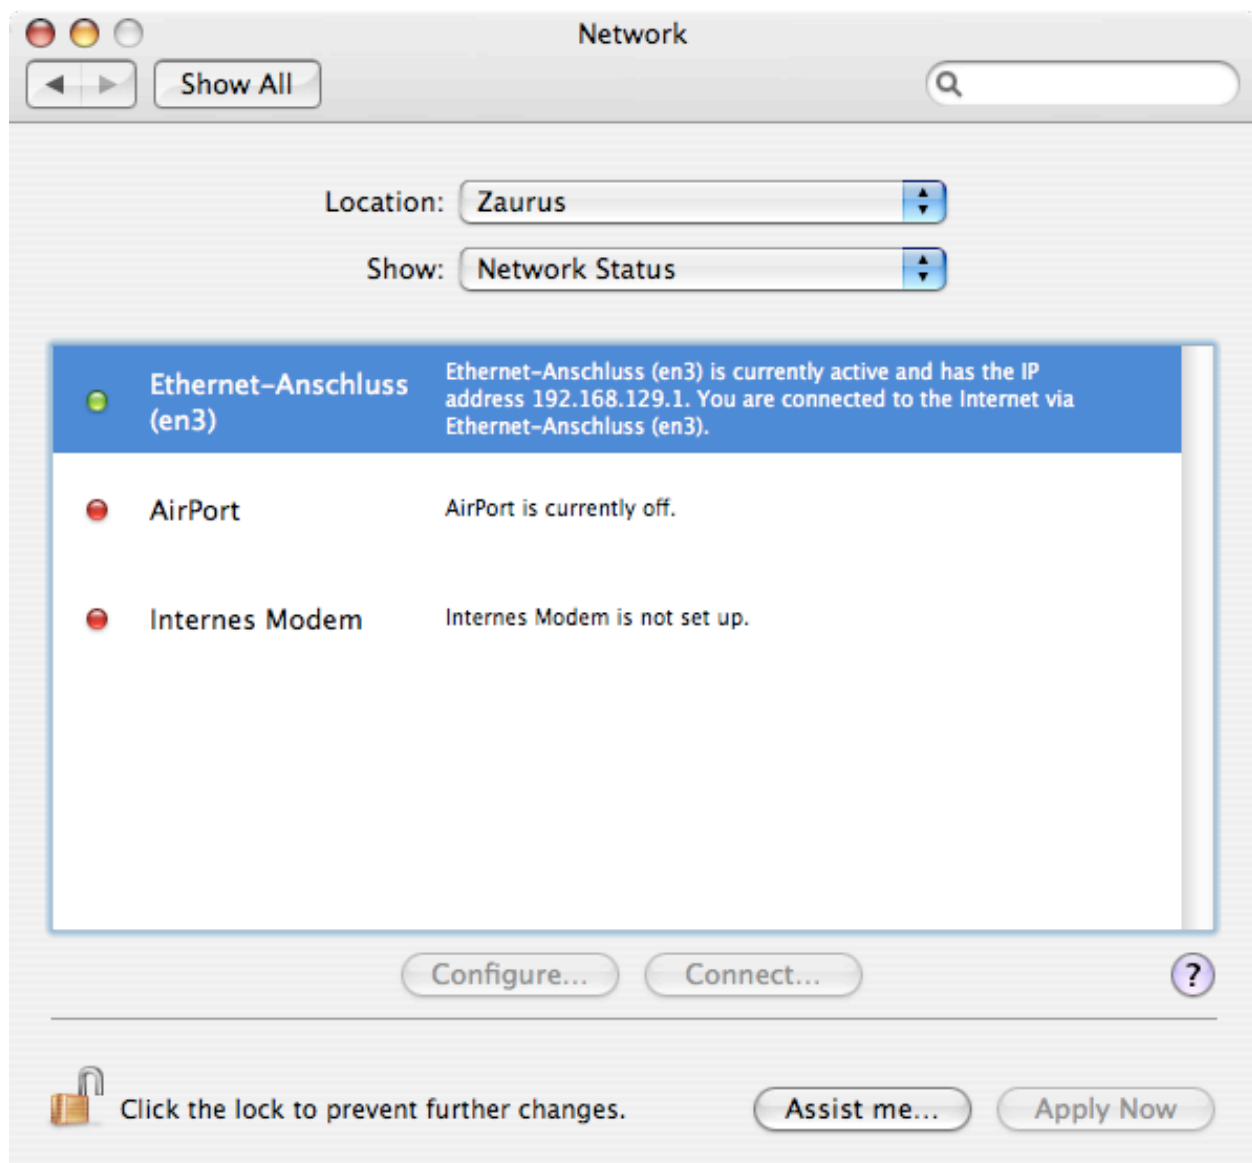 Network
Show All
Location: Zaurus
Show: Network Status
Ethernet-Anschluss
(en3)
Ethernet-Anschluss (en3) is currently active and has the IP
address 192.168.129.1. You are connected to the Internet via
Ethernet-Anschluss (en3).
AirPort
AirPort is currently off.
Internes Modem
Internes Modem is not set up.
Configure...
Connect...
?
Click the lock to prevent further changes.
Assist me...
Apply Now